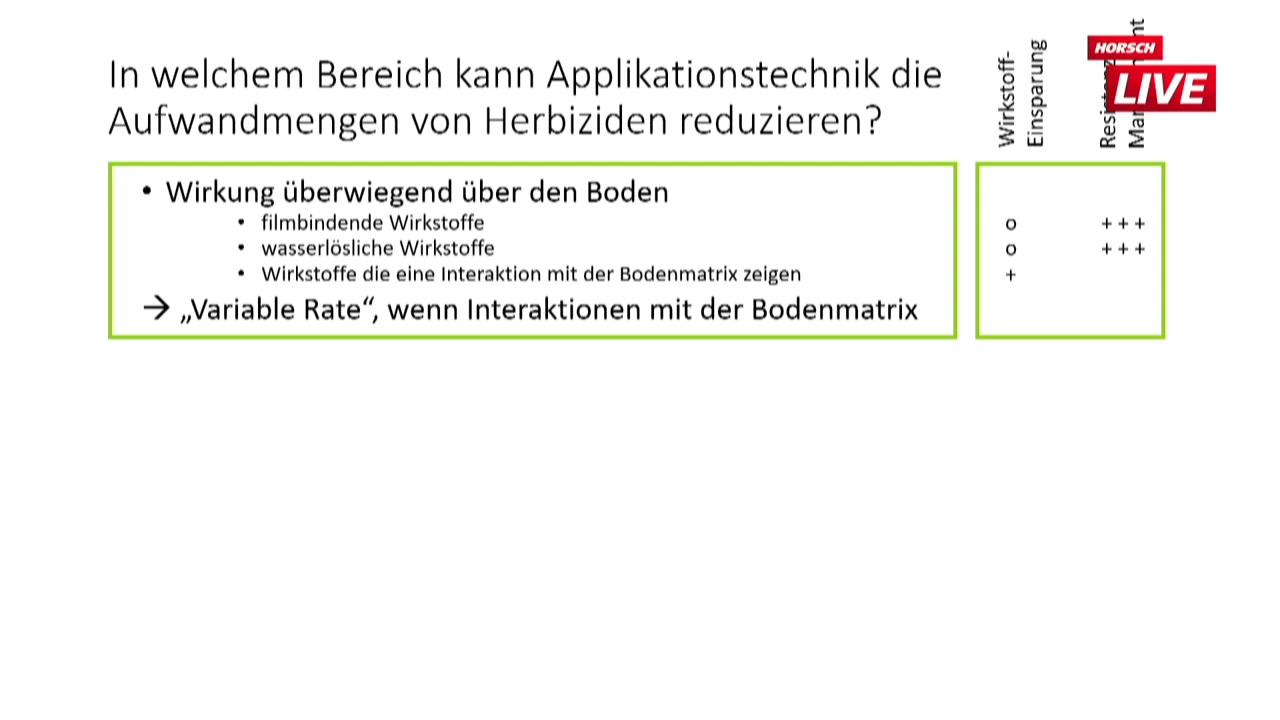 In welchem Bereich kann Applikationstechnik die
Aufwandmengen von Herbiziden reduzieren?
Wirkstoff-
Einsparung
HORSCH
LIVE
• Wirkung überwiegend über den Boden
• filmbindende Wirkstoffe o +++
• wasserlösliche Wirkstoffe o +++
• Wirkstoffe die eine Interaktion mit der Bodenmatrix zeigen +
→ „Variable Rate“, wenn Interaktionen mit der Bodenmatrix